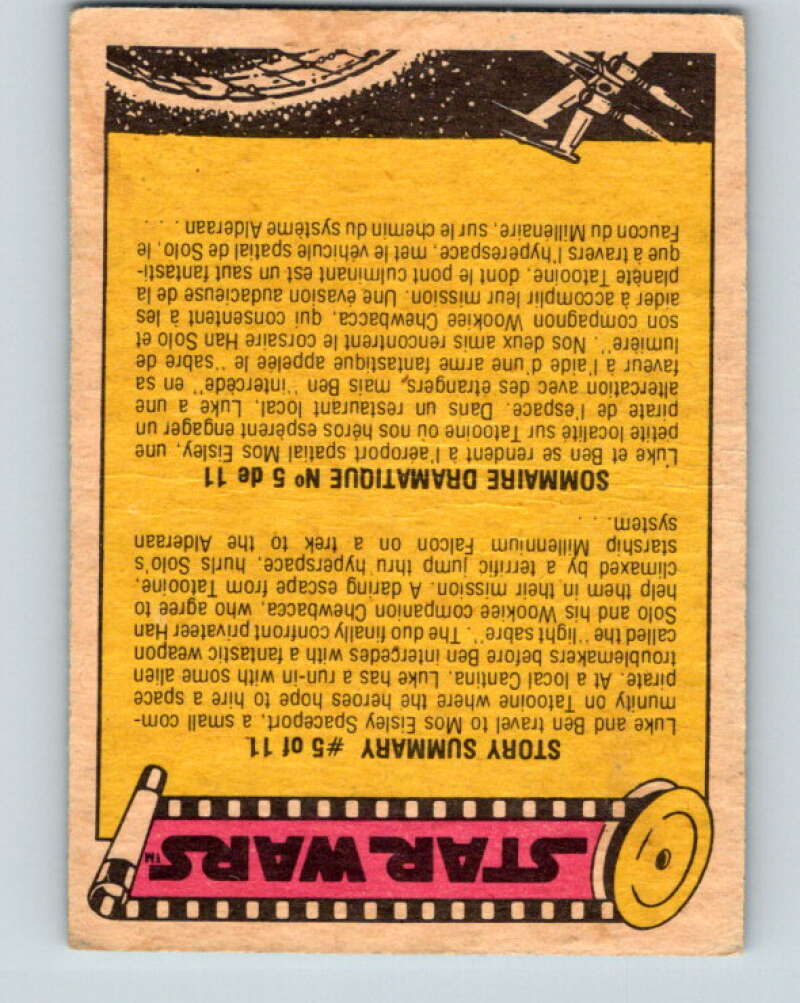 STAR WARS™
STORY SUMMARY #5 of 11
Luke and Ben travel to Mos Eisley Spaceport, a small com-
munity on Tatooine where the heroes hope to hire a space
pirate. At a local Cantina, Luke has a run-in with some alien
troublemakers before Ben intercedes with a fantastic weapon
called the "light sabre". The duo finally confront privateer Han
Solo and his Wookiee companion Chewbacca, who agree to
help them in their mission. A daring escape from Tatooine,
climaxed by a terrific jump thru hyperspace, hurls Solo's
starship Millennium Falcon on a trek to the Alderaan
system. . . .
SOMMAIRE DRAMATIQUE Nº 5 de 11
Luke et Ben se rendent à l'aeroport spatial Mos Eisley, une
petite localité sur Tatooine où nos héros espèrent engager un
pirate de l'espace. Dans un restaurant local, Luke a une
altercation avec des étrangers, mais Ben "intercède" en sa
faveur à l'aide d'une arme fantastique appelée le "sabre de
lumière". Nos deux amis rencontrent le corsaire Han Solo et
son compagnon Wookiee Chewbacca, qui consentent à les
aider à accomplir leur mission. Une évasion audacieuse de la
planète Tatooine, dont le point culminant est un saut fantasti-
que à travers l'hyperespace, met le véhicule spatial de Solo, le
Faucon du Millenaire, sur le chemin du système Alderaan . . . .